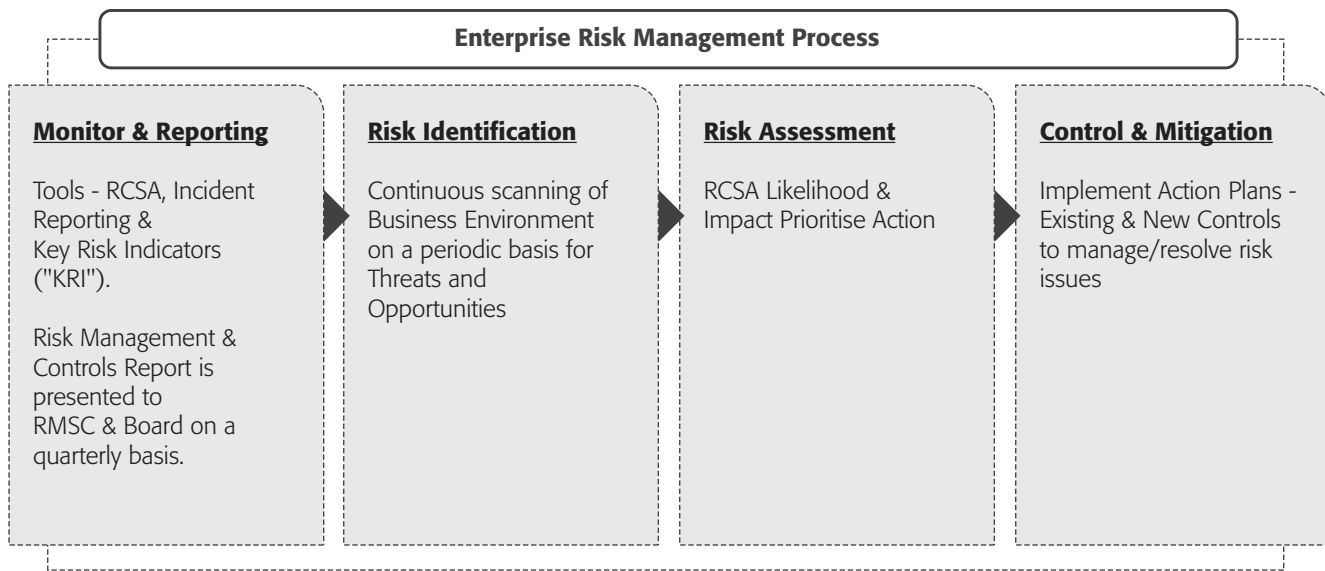 Enterprise Risk Management Process
Monitor & Reporting
Tools - RCSA, Incident
Reporting &
Key Risk Indicators
("KRI").
Risk Management &
Controls Report is
presented to
RMSC & Board on a
quarterly basis.
Risk Identification
Continuous scanning of
Business Environment
on a periodic basis for
Threats and
Opportunities
Risk Assessment
RCSA Likelihood &
Impact Prioritise Action
Control & Mitigation
Implement Action Plans -
Existing & New Controls
to manage/resolve risk
issues